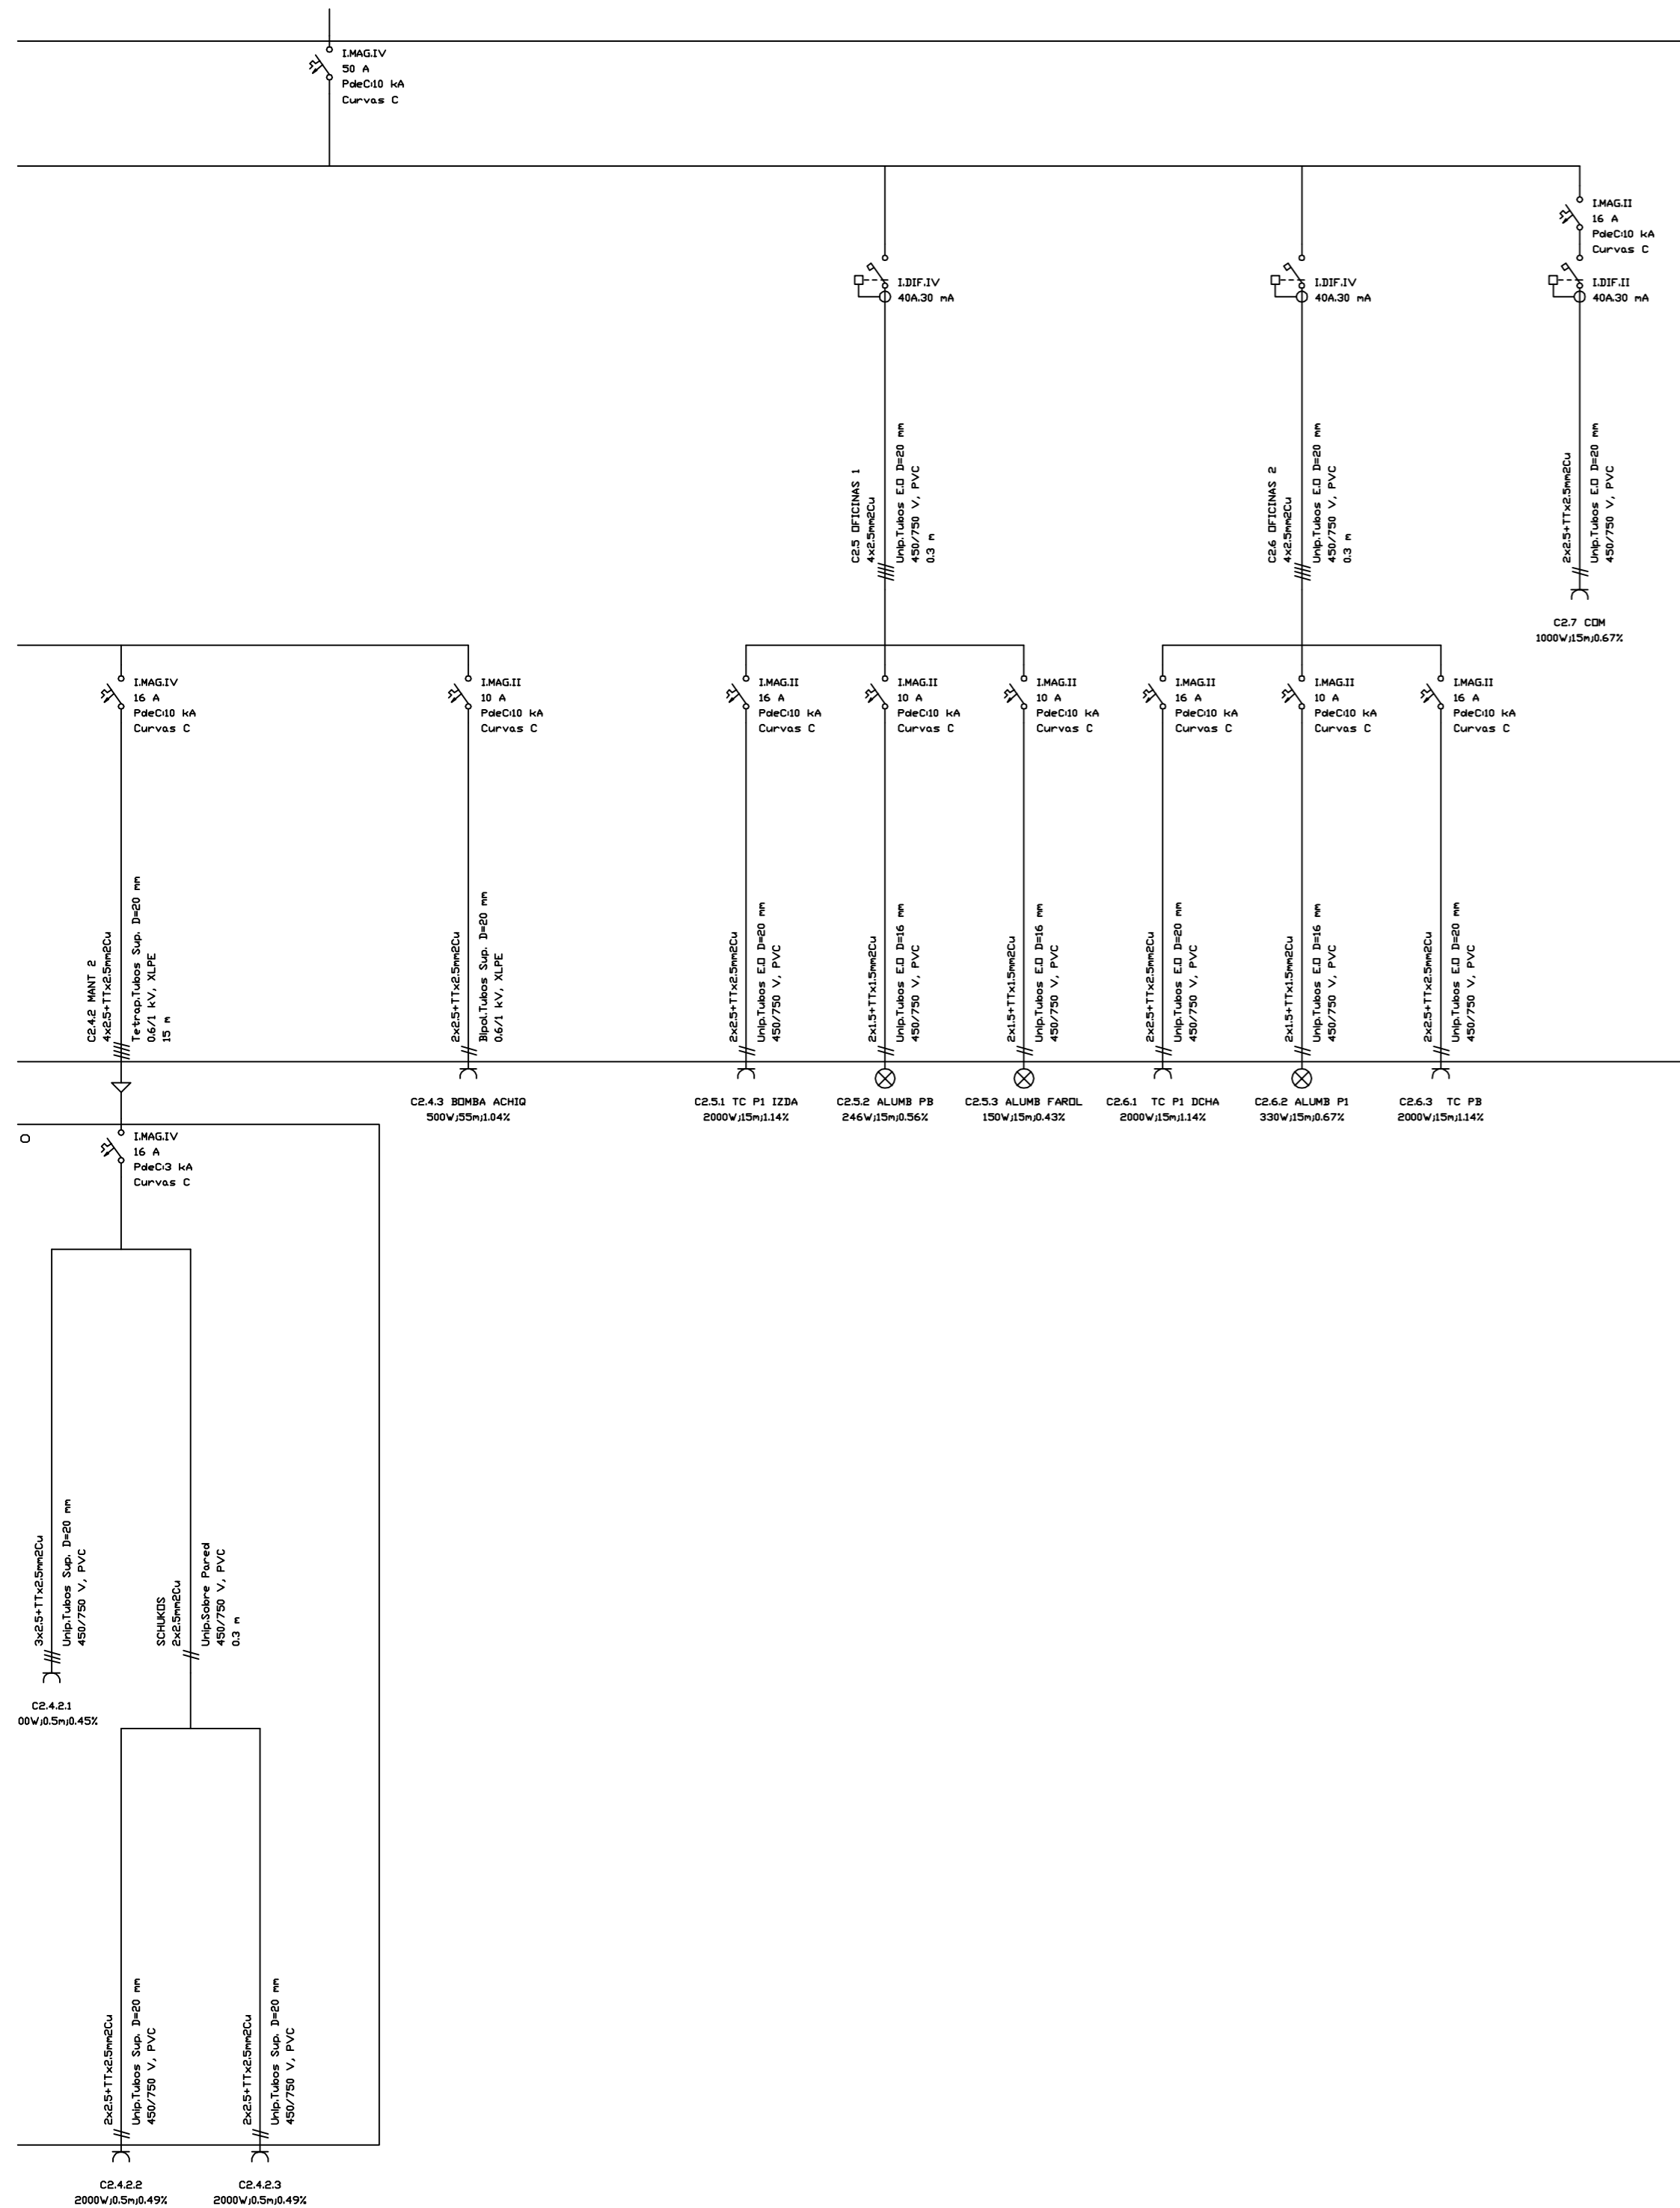 I.MAG.IV
50 A
PdeC:10 kA
Curvas C
I.MAG.II
16 A
PdeC:10 kA
Curvas C
I.DIF.IV
40A.30 mA
I.DIF.IV
40A.30 mA
I.DIF.II
40A.30 mA
C2.5 OFICINAS 1
4x2.5mm2Cu
Unip.Tubos E.O D=20 mm
450/750 V, PVC
0.3 m
C2.6 OFICINAS 2
4x2.5mm2Cu
Unip.Tubos E.O D=20 mm
450/750 V, PVC
0.3 m
2x2.5+TTx2.5mm2Cu
Unip.Tubos E.O D=20 mm
450/750 V, PVC
C2.7 COM
1000W;15m;0.67%
I.MAG.IV
16 A
PdeC:10 kA
Curvas C
I.MAG.II
10 A
PdeC:10 kA
Curvas C
I.MAG.II
16 A
PdeC:10 kA
Curvas C
I.MAG.II
10 A
PdeC:10 kA
Curvas C
I.MAG.II
10 A
PdeC:10 kA
Curvas C
I.MAG.II
16 A
PdeC:10 kA
Curvas C
I.MAG.II
10 A
PdeC:10 kA
Curvas C
I.MAG.II
16 A
PdeC:10 kA
Curvas C
C2.4.2 MANT 2
4x2.5+TTx2.5mm2Cu
Tetrap.Tubos Sup. D=20 mm
0.6/1 kV, XLPE
15 m
2x2.5+TTx2.5mm2Cu
Bipol.Tubos Sup. D=20 mm
0.6/1 kV, XLPE
2x2.5+TTx2.5mm2Cu
Unip.Tubos E.O D=20 mm
450/750 V, PVC
2x1.5+TTx1.5mm2Cu
Unip.Tubos E.O D=16 mm
450/750 V, PVC
2x1.5+TTx1.5mm2Cu
Unip.Tubos E.O D=16 mm
450/750 V, PVC
2x2.5+TTx2.5mm2Cu
Unip.Tubos E.O D=20 mm
450/750 V, PVC
2x1.5+TTx1.5mm2Cu
Unip.Tubos E.O D=16 mm
450/750 V, PVC
2x2.5+TTx2.5mm2Cu
Unip.Tubos E.O D=20 mm
450/750 V, PVC
C2.4.3 BOMBA ACHIQ
500W;55m;1.04%
C2.5.1 TC P1 IZDA
2000W;15m;1.14%
C2.5.2 ALUMB PB
246W;15m;0.56%
C2.5.3 ALUMB FAROL
150W;15m;0.43%
C2.6.1 TC P1 DCHA
2000W;15m;1.14%
C2.6.2 ALUMB P1
330W;15m;0.67%
C2.6.3 TC PB
2000W;15m;1.14%
O
I.MAG.IV
16 A
PdeC:3 kA
Curvas C
3x2.5+TTx2.5mm2Cu
Unip.Tubos Sup. D=20 mm
450/750 V, PVC
SCHUKOS
2x2.5mm2Cu
Unip.Sobre Pared
450/750 V, PVC
0.3 m
C2.4.2.1
00W;0.5m;0.45%
2x2.5+TTx2.5mm2Cu
Unip.Tubos Sup. D=20 mm
450/750 V, PVC
2x2.5+TTx2.5mm2Cu
Unip.Tubos Sup. D=20 mm
450/750 V, PVC
C2.4.2.2
2000W;0.5m;0.49%
C2.4.2.3
2000W;0.5m;0.49%